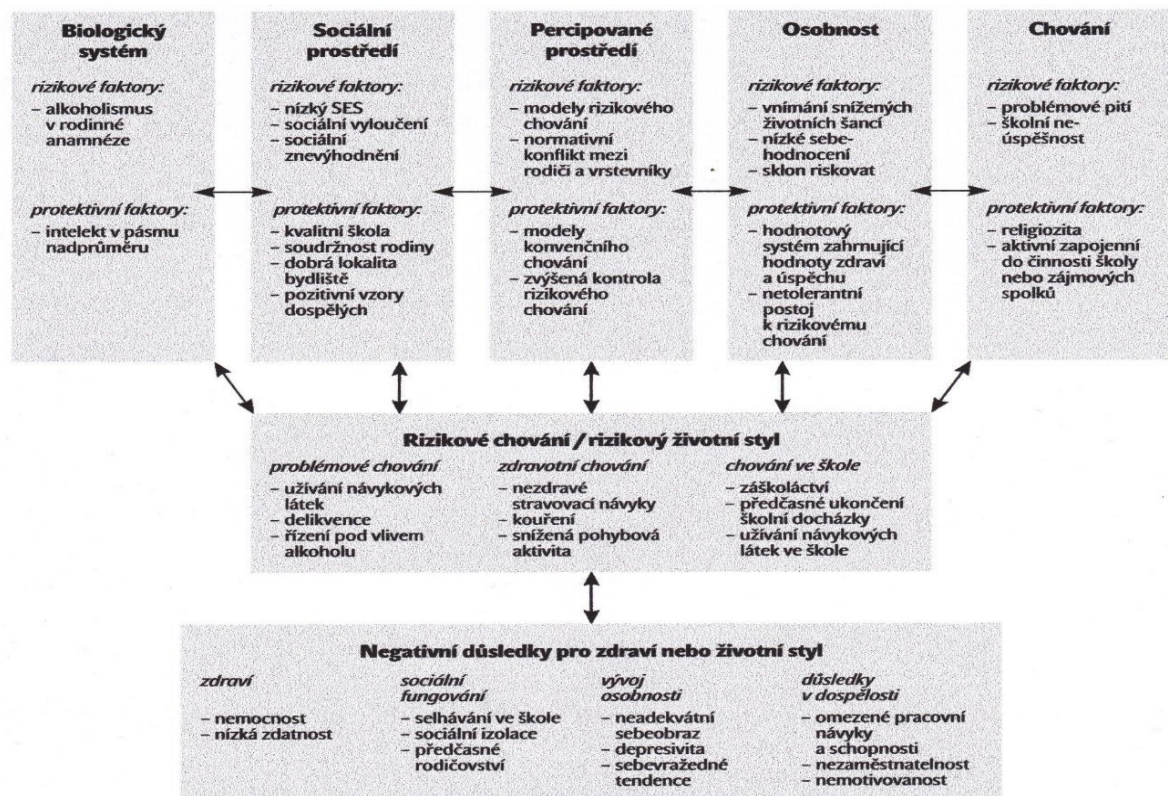 Biologický
systém
rizikové faktory:
– alkoholismus
v rodinné
anamnéze
protektivní faktory:
– intelekt v pásmu
nadprůměru
Sociální
prostředí
rizikové faktory:
– nízký SES
– sociální vyloučení
– sociální
znevýhodnění
protektivní faktory:
– kvalitní škola
– soudržnost rodiny
– dobrá lokalita
bydliště
– pozitivní vzory
dospělých
Percipované
prostředí
rizikové faktory:
– modely rizikového
chování
– normativní
konflikt mezi
rodiči a vrstevníky
protektivní faktory:
– modely
konvenčního
chování
– zvýšená kontrola
rizikového
chování
Osobnost
rizikové faktory:
– vnímání snížených
životních šancí
– nízké sebe-
hodnocení
– sklon riskovat
protektivní faktory:
– hodnotový
systém zahrnující
hodnoty zdraví
a úspěchu
– netolerantní
postoj
k rizikovému
chování
Chování
rizikové faktory:
– problémové pití
– školní ne-
úspěšnost
protektivní faktory:
– religiozita
– aktivní zapojenní
do činnosti školy
nebo zájmových
spolků
Rizikové chování / rizikový životní styl
problémové chování
– užívání návykových
látek
– delikvence
– řízení pod vlivem
alkoholu
zdravotní chování
– nezdravé
stravovací návyky
– kouření
– snížená pohybová
aktivita
chování ve škole
– záškoláctví
– předčasné ukončení
školní docházky
– užívání návykových
látek ve škole
Negativní důsledky pro zdraví nebo životní styl
zdraví
– nemocnost
– nízká zdatnost
sociální
fungování
– selhávání ve škole
– sociální izolace
– předčasné
rodičovství
vývoj
osobnosti
– neadekvátní
sebeobraz
– depresivita
– sebevražedné
tendence
důsledky
v dospělosti
– omezené pracovní
návyky
a schopnosti
– nezaměstnatelnost
– nemotivovanost